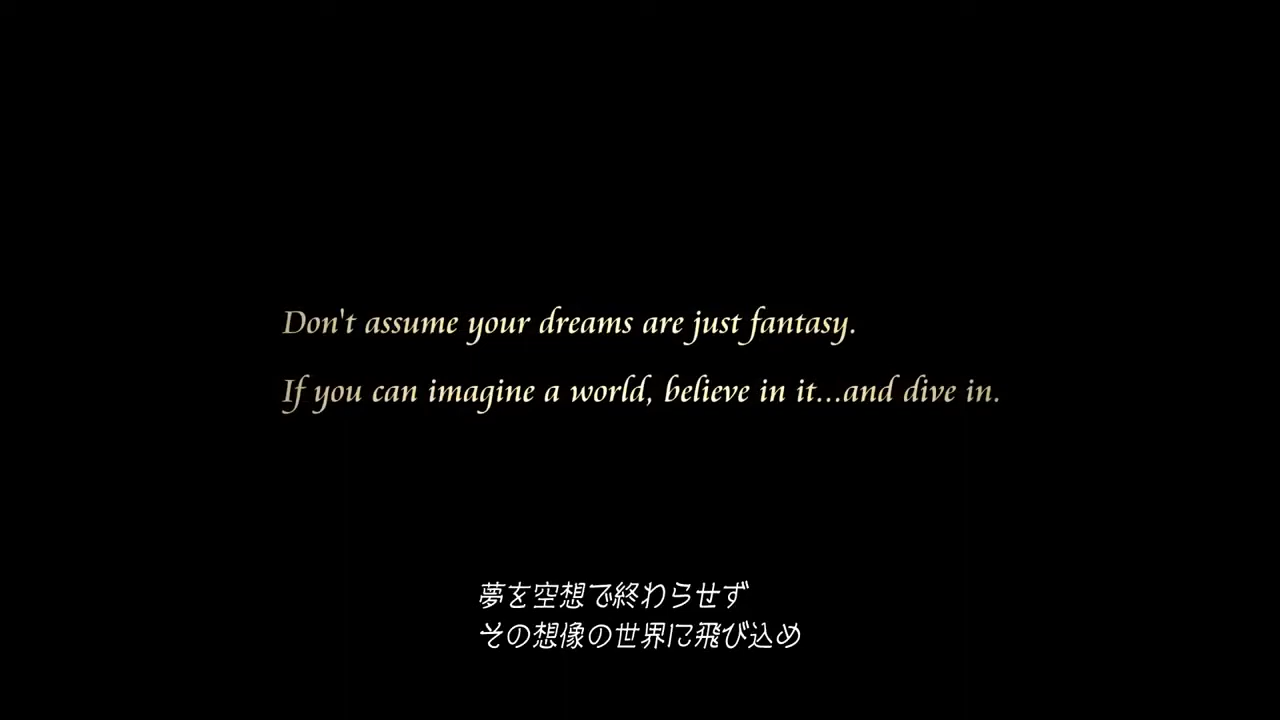 Don't assume your dreams are just fantasy.
If you can imagine a world, believe in it...and dive in.
夢を空想で終わらせず
その想像の世界に飛び込め